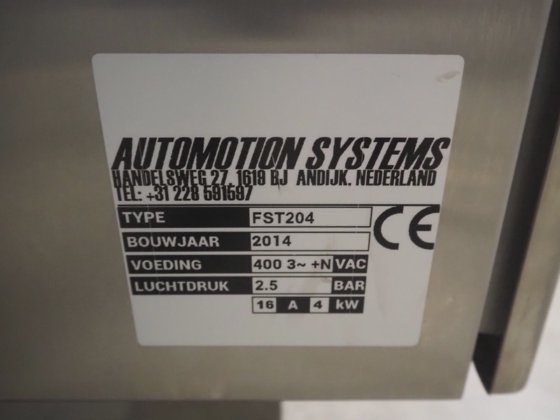 AUTOMOTION SYSTEMS
HANDELSWEG 27, 1619 BJ ANDIJK. NEDERLAND
TEL: +31 228 591597
TYPE FST204
BOUWJAAR 2014
VOEDING 400 3~ +N VAC
LUCHTDRUK 2.5 BAR
16 A 4 kW
CE